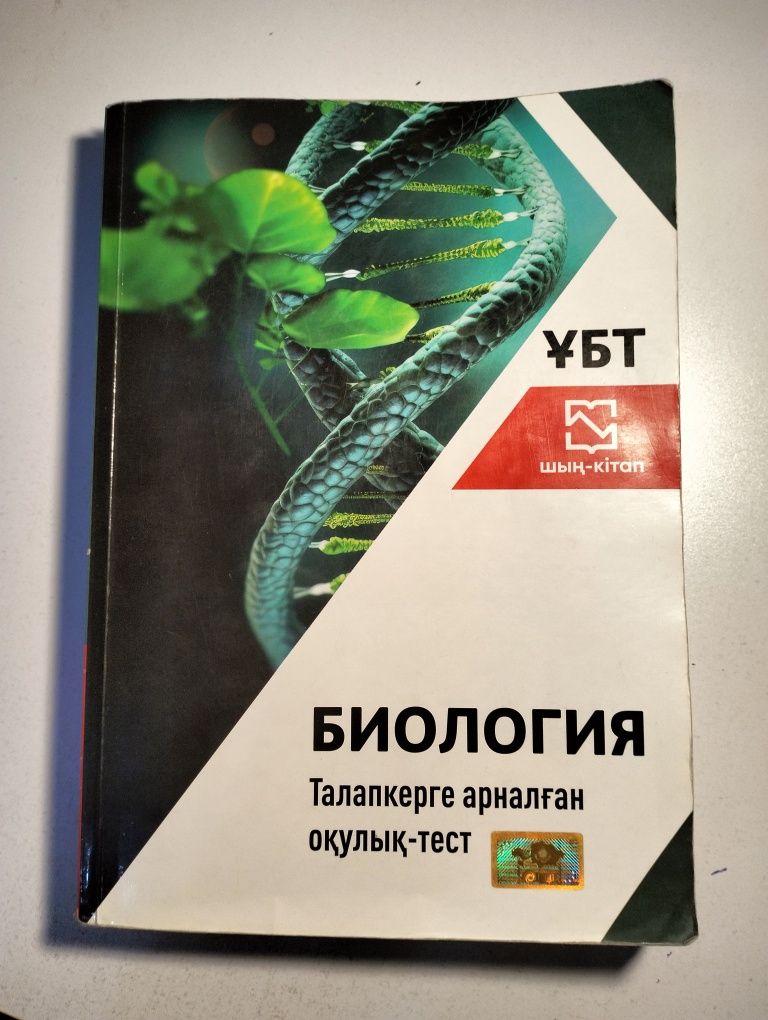 ҰБТ
шың-кітап
БИОЛОГИЯ
Талапкерге арналған
оқулық-тест